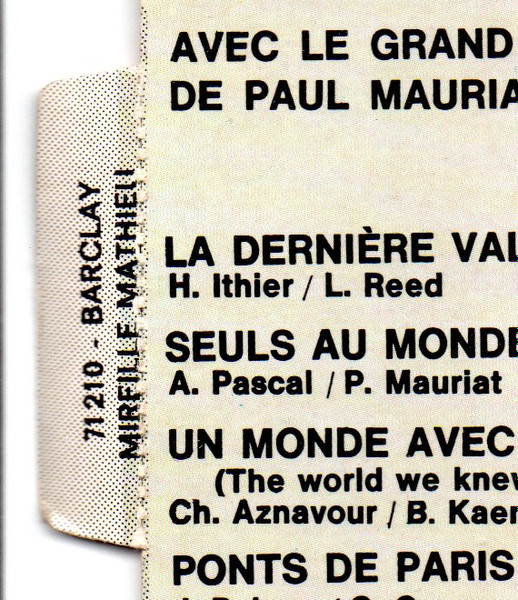 AVEC LE GRAND
DE PAUL MAURIA
71 210 - BARCLAY
MIREILLE MATHIEU
LA DERNIÈRE VAL
H. Ithier / L. Reed
SEULS AU MONDE
A. Pascal / P. Mauriat
UN MONDE AVEC
(The world we knew
Ch. Aznavour / B. Kaem
PONTS DE PARIS